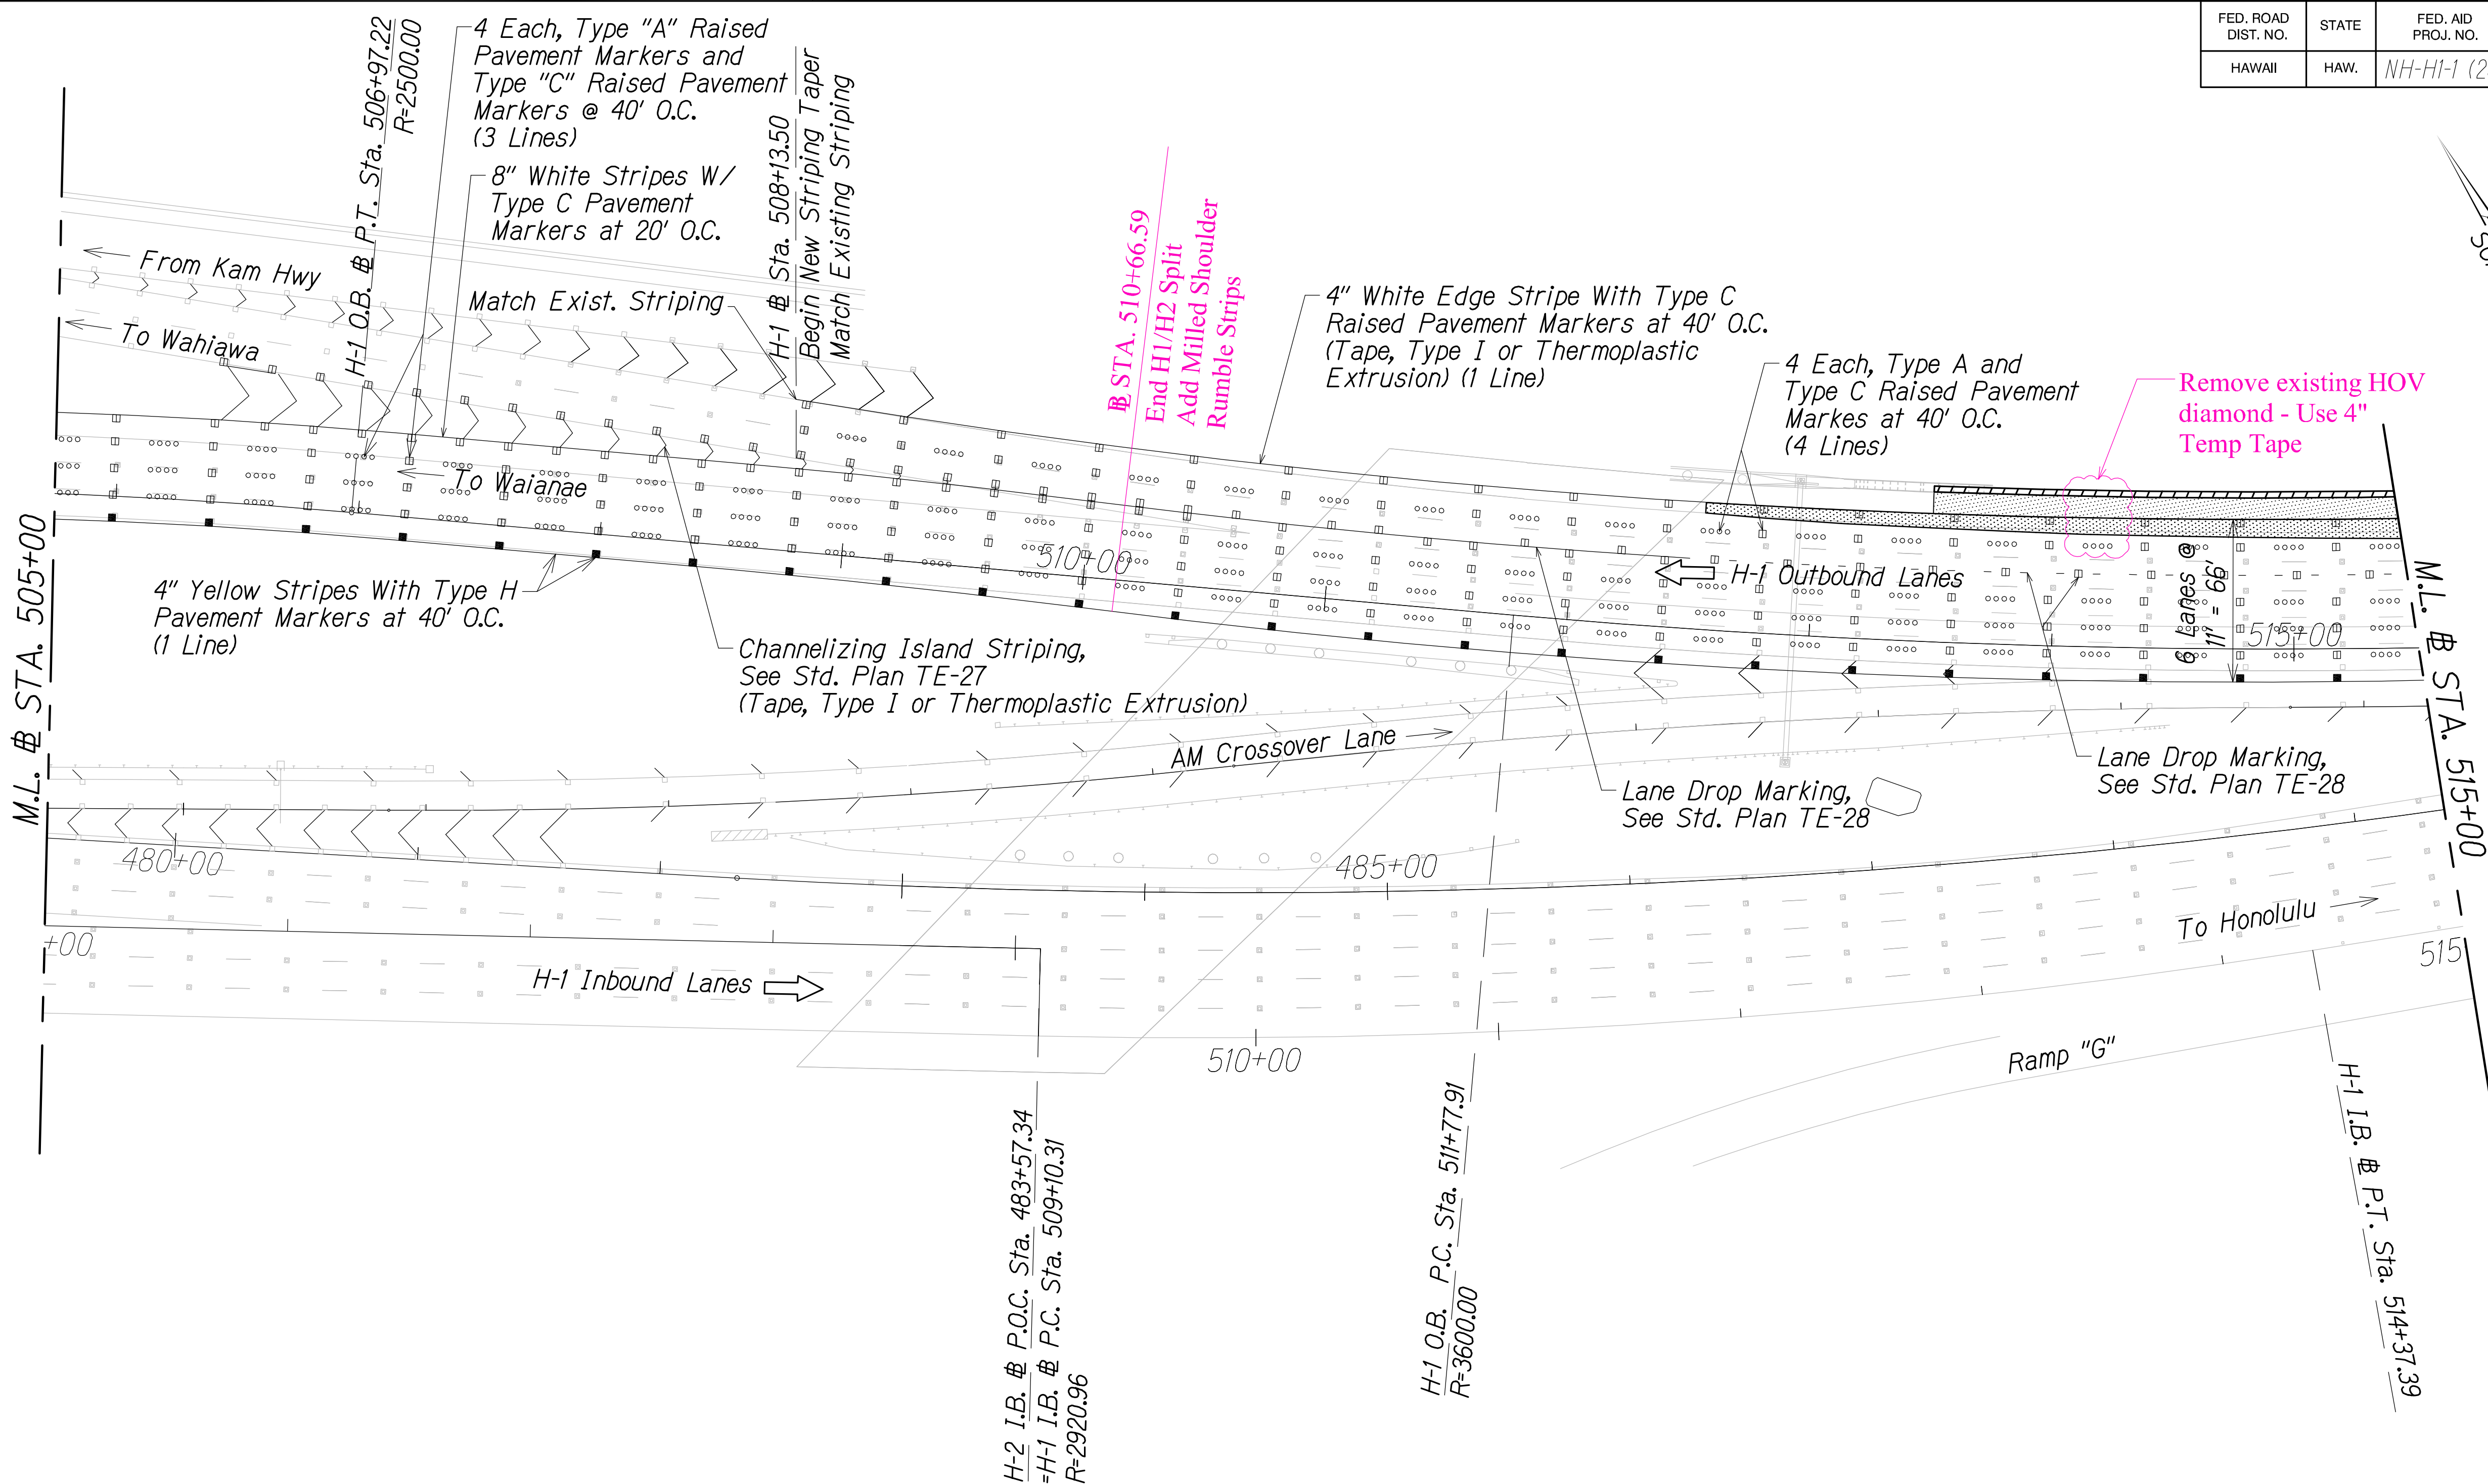 FED. ROAD
DIST. NO.
STATE
FED. AID
PROJ. NO.
HAWAII
HAW.
NH-H1-1 (2
H-1 O.B. ⅊ P.T. Sta. 506+97.22
R=2500.00
4 Each, Type "A" Raised
Pavement Markers and
Type "C" Raised Pavement
Markers @ 40' O.C.
(3 Lines)
8" White Stripes W/
Type C Pavement
Markers at 20' O.C.
H-1 ⅊ Sta. 508+13.50
Begin New Striping Taper
Match Existing Striping
From Kam Hwy
Match Exist. Striping
To Wahiawa
To Waianae
⅊ STA. 510+66.59
End H1/H2 Split
Add Milled Shoulder
Rumble Strips
4" White Edge Stripe With Type C
Raised Pavement Markers at 40' O.C.
(Tape, Type I or Thermoplastic
Extrusion) (1 Line)
4 Each, Type A and
Type C Raised Pavement
Markes at 40' O.C.
(4 Lines)
Remove existing HOV
diamond - Use 4"
Temp Tape
M.L. ⅊ STA. 505+00
4" Yellow Stripes With Type H
Pavement Markers at 40' O.C.
(1 Line)
510+00
H-1 Outbound Lanes
6 Lanes @
11' = 66'
515+00
M.L. ⅊ STA. 515+00
Channelizing Island Striping,
See Std. Plan TE-27
(Tape, Type I or Thermoplastic Extrusion)
AM Crossover Lane
Lane Drop Marking,
See Std. Plan TE-28
Lane Drop Marking,
See Std. Plan TE-28
480+00
485+00
+00
H-1 Inbound Lanes
To Honolulu
515
510+00
Ramp "G"
H-2 I.B. ⅊ P.O.C. Sta. 483+57.34
=H-1 I.B. ⅊ P.C. Sta. 509+10.31
R=2920.96
H-1 O.B. P.C. Sta. 511+77.91
R=3600.00
H-1 I.B. ⅊ P.T. Sta. 514+37.39